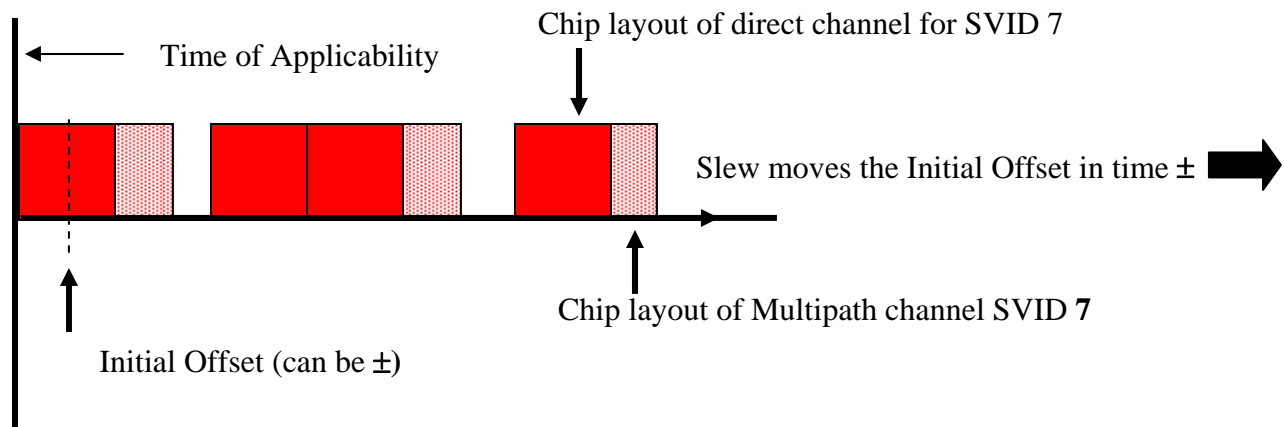 Chip layout of direct channel for SVID 7
Time of Applicability
Slew moves the Initial Offset in time ±
Chip layout of Multipath channel SVID 7
Initial Offset (can be ±)